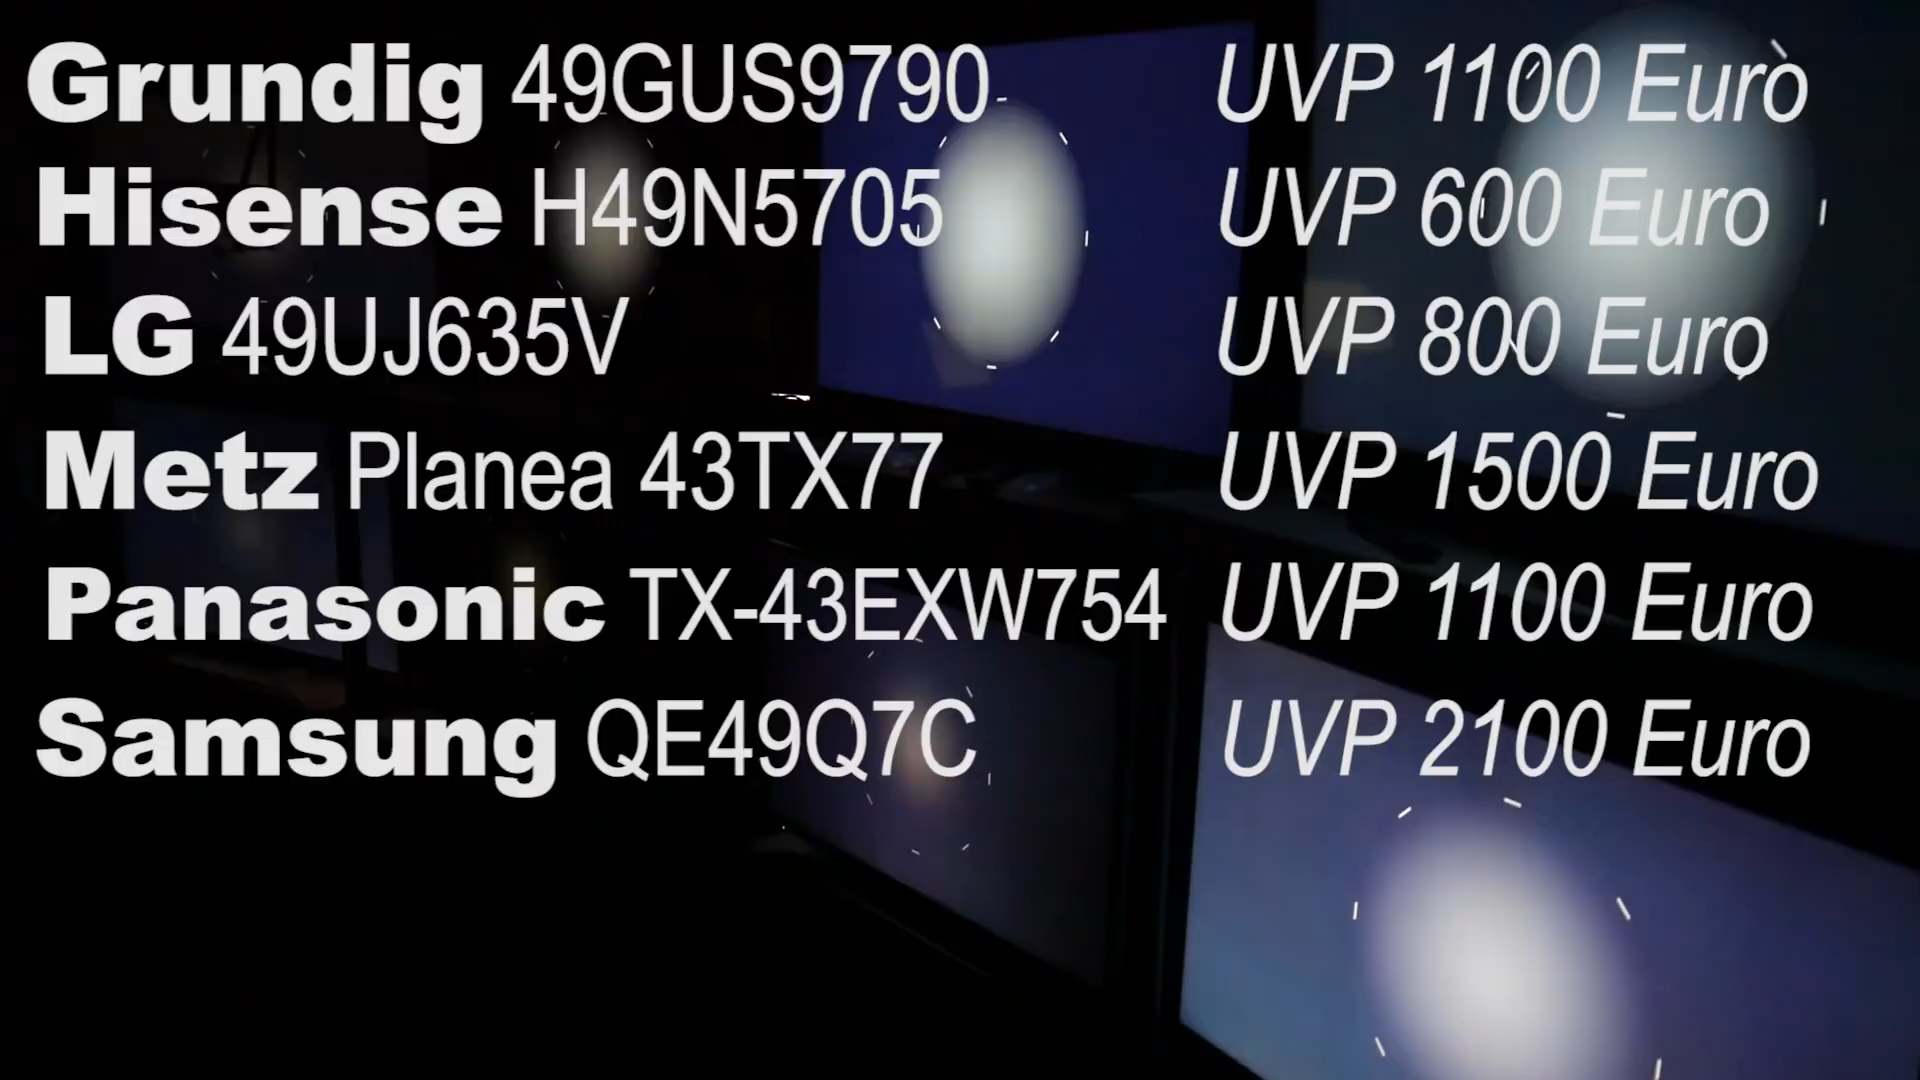 Grundig 49GUS9790 UVP 1100 Euro
Hisense H49N5705 UVP 600 Euro
LG 49UJ635V UVP 800 Euro
Metz Planea 43TX77 UVP 1500 Euro
Panasonic TX-43EXW754 UVP 1100 Euro
Samsung QE49Q7C UVP 2100 Euro